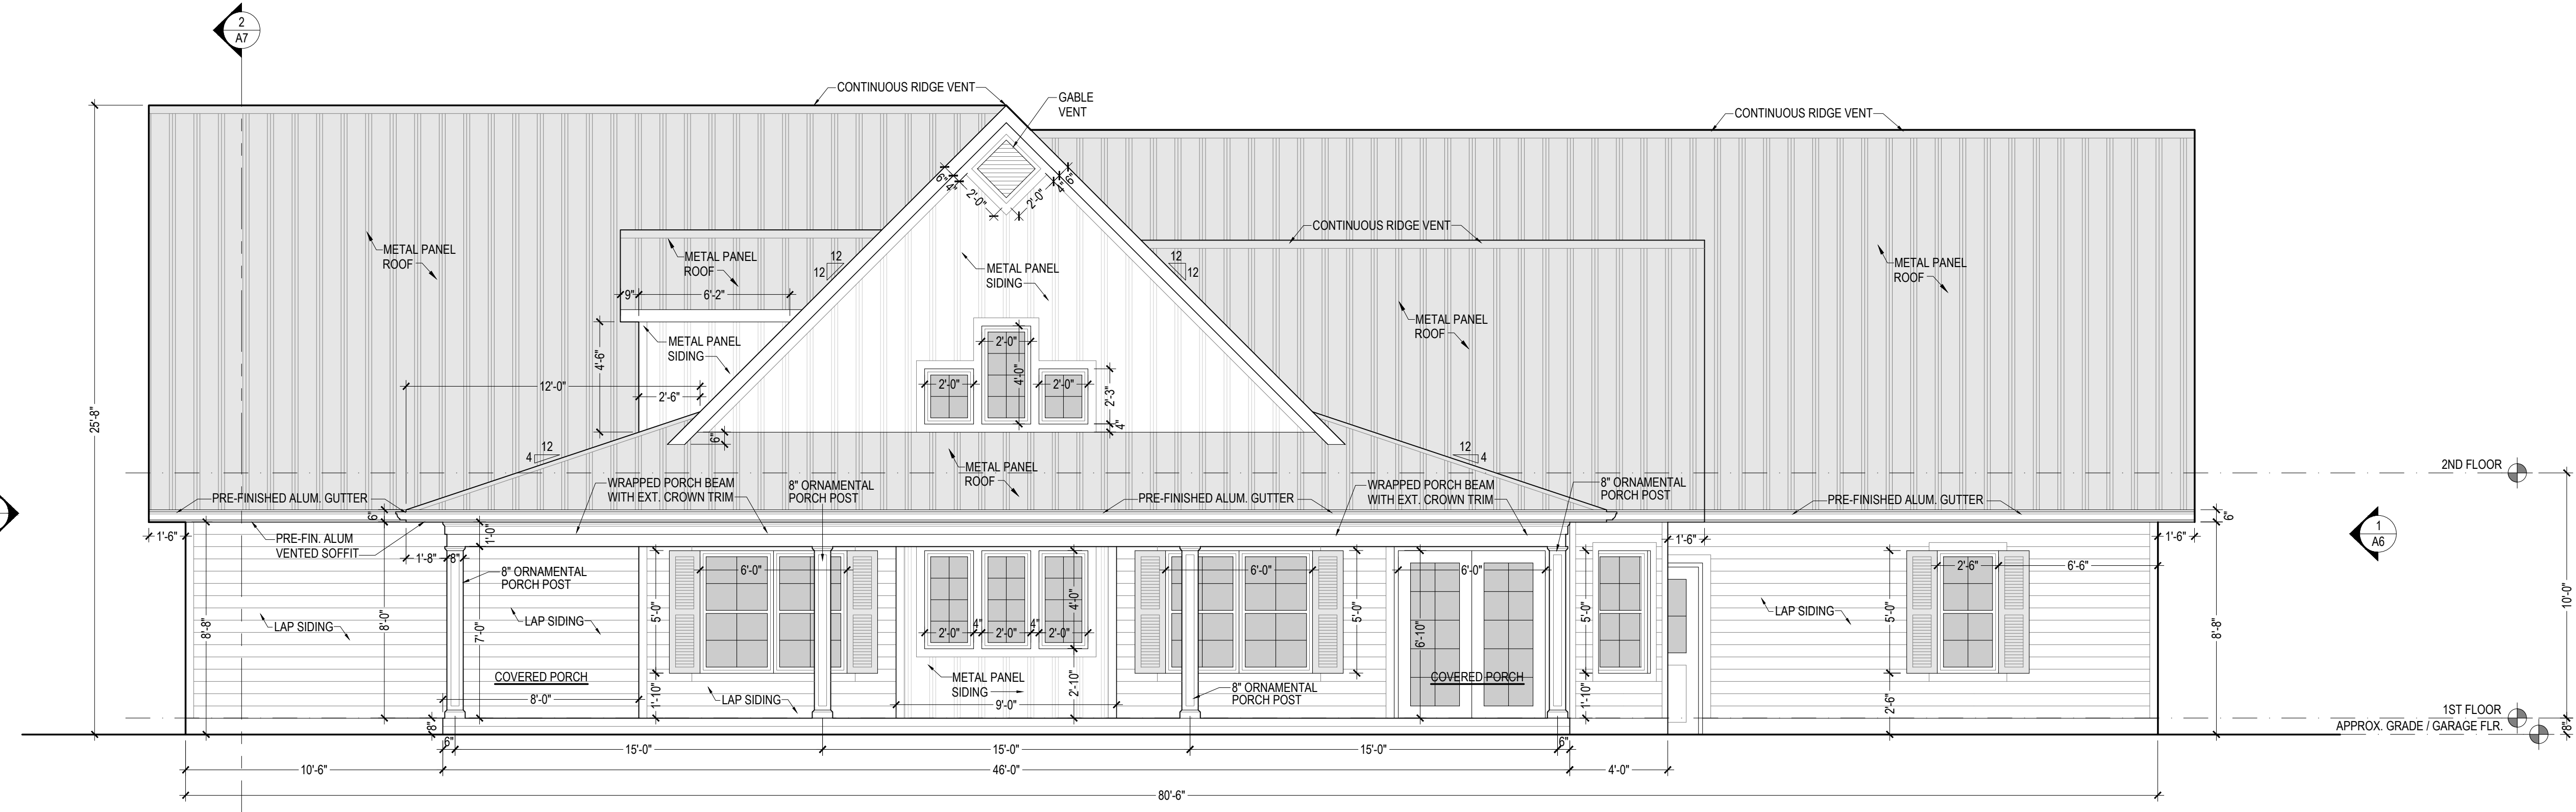 2
A7
CONTINUOUS RIDGE VENT
GABLE
VENT
CONTINUOUS RIDGE VENT
6"
4"
2'-0"
2'-0"
4"
6"
CONTINUOUS RIDGE VENT
METAL PANEL
ROOF
METAL PANEL
ROOF
12
12
METAL PANEL
SIDING
12
12
METAL PANEL
ROOF
9"
6'-2"
METAL PANEL
ROOF
METAL PANEL
SIDING
4'-6"
12'-0"
2'-6"
2'-0"
2'-0"
4'-0"
2'-0"
2'-3"
4"
25'-8"
6"
12
4
12
4
METAL PANEL
ROOF
2ND FLOOR
WRAPPED PORCH BEAM
WITH EXT. CROWN TRIM
8" ORNAMENTAL
PORCH POST
WRAPPED PORCH BEAM
WITH EXT. CROWN TRIM
8" ORNAMENTAL
PORCH POST
PRE-FINISHED ALUM. GUTTER
PRE-FINISHED ALUM. GUTTER
PRE-FINISHED ALUM. GUTTER
6"
6"
1'-6"
PRE-FIN. ALUM
VENTED SOFFIT
1'-0"
1'-8"
8"
1'-6"
1'-6"
1
A6
8" ORNAMENTAL
PORCH POST
6'-0"
6'-0"
6'-0"
2'-6"
6'-6"
LAP SIDING
8'-8"
8'-0"
7'-0"
LAP SIDING
5'-0"
2'-0"
4"
2'-0"
4"
2'-0"
4'-0"
5'-0"
6'-10"
5'-0"
LAP SIDING
5'-0"
8'-8"
10'-0"
COVERED PORCH
8'-0"
1'-10"
LAP SIDING
METAL PANEL
SIDING
9'-0"
2'-10"
8" ORNAMENTAL
PORCH POST
COVERED PORCH
1'-10"
2'-6"
1ST FLOOR
APPROX. GRADE / GARAGE FLR.
8"
8"
6"
15'-0"
15'-0"
15'-0"
6"
10'-6"
46'-0"
4'-0"
80'-6"